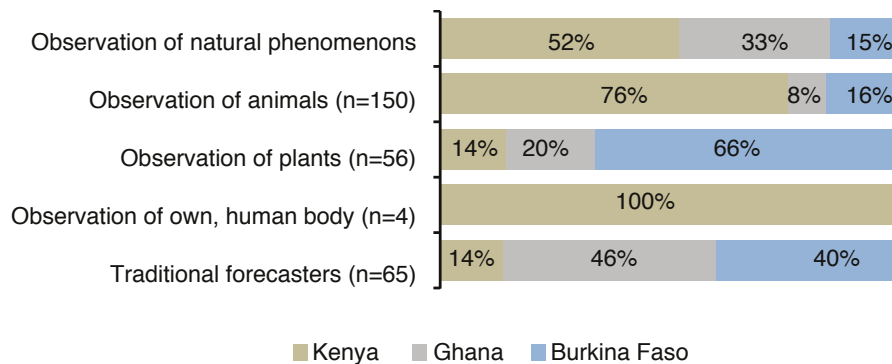 Observation of natural phenomenons 52% 33% 15%
Observation of animals (n=150) 76% 8% 16%
Observation of plants (n=56) 14% 20% 66%
Observation of own, human body (n=4) 100%
Traditional forecasters (n=65) 14% 46% 40%
Kenya Ghana Burkina Faso